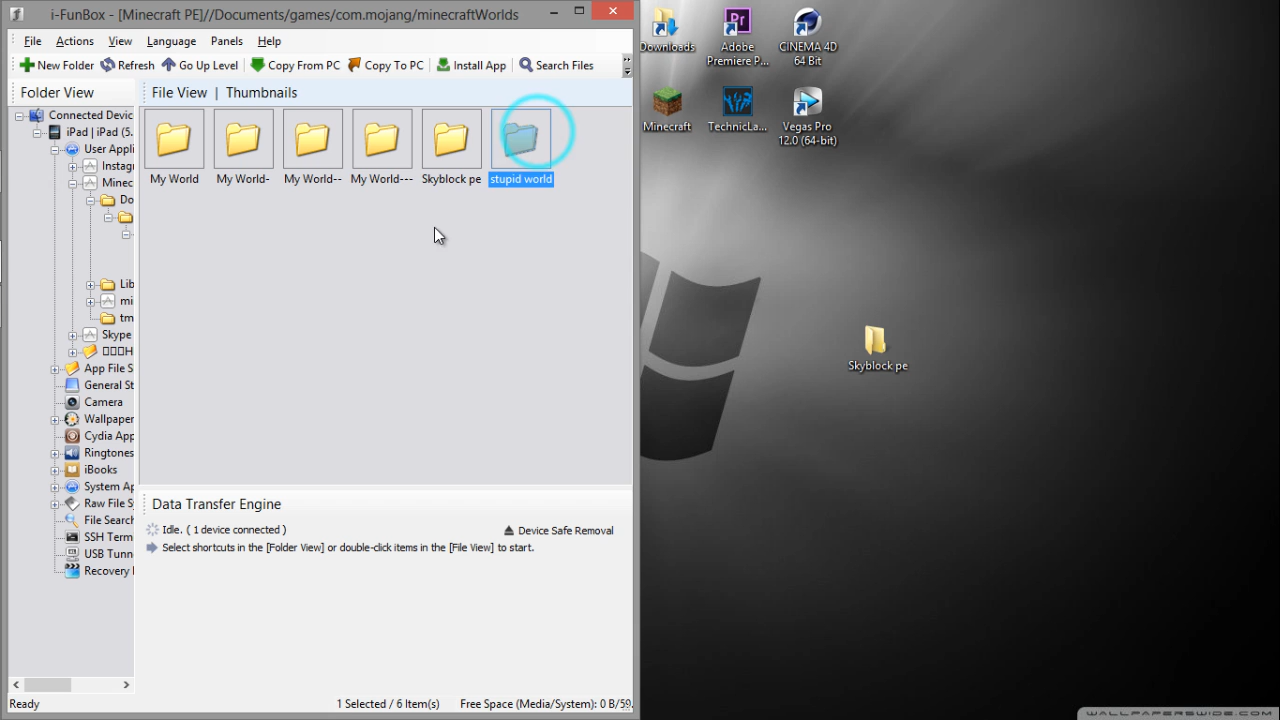 i-FunBox - [Minecraft PE]//Documents/games/com.mojang/minecraftWorlds
File Actions View Language Panels Help
New Folder Refresh Go Up Level Copy From PC Copy To PC Install App Search Files
Folder View
File View | Thumbnails
Connected Devic
iPad | iPad (5.
User Appli
Instag
Minec
Do
Lib
mi
tm
Skype
H
App File S
General St
Camera
Wallpaper
Cydia App
Ringtones
iBooks
System Ap
Raw File Sy
File Search
SSH Term
USB Tunn
Recovery
My World
My World-
My World--
My World---
Skyblock pe
stupid world
Data Transfer Engine
Idle. ( 1 device connected )
Device Safe Removal
Select shortcuts in the [Folder View] or double-click items in the [File View] to start.
Ready
1 Selected / 6 Item(s)
Free Space (Media/System): 0 B/59.
Downloads
Adobe
Premiere P...
CINEMA 4D
64 Bit
Minecraft
TechnicLa...
Vegas Pro
12.0 (64-bit)
Skyblock pe
WALLPAPERSWIDE.COM